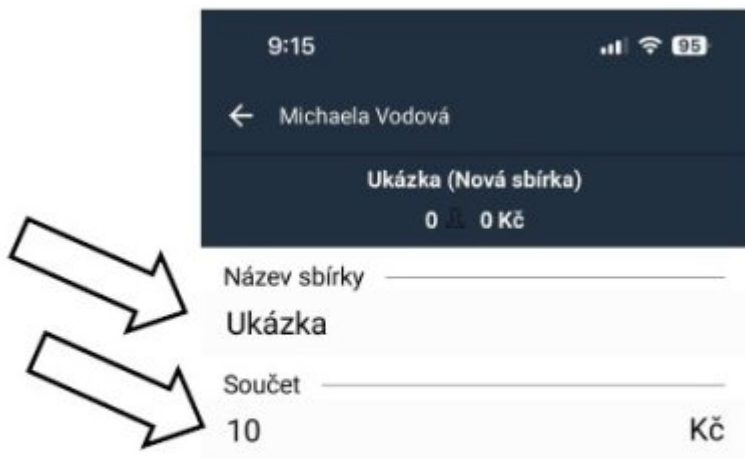 9:15 95
Michaela Vodová
Ukázka (Nová sbírka)
0 0 Kč
Název sbírky
Ukázka
Součet
10 Kč